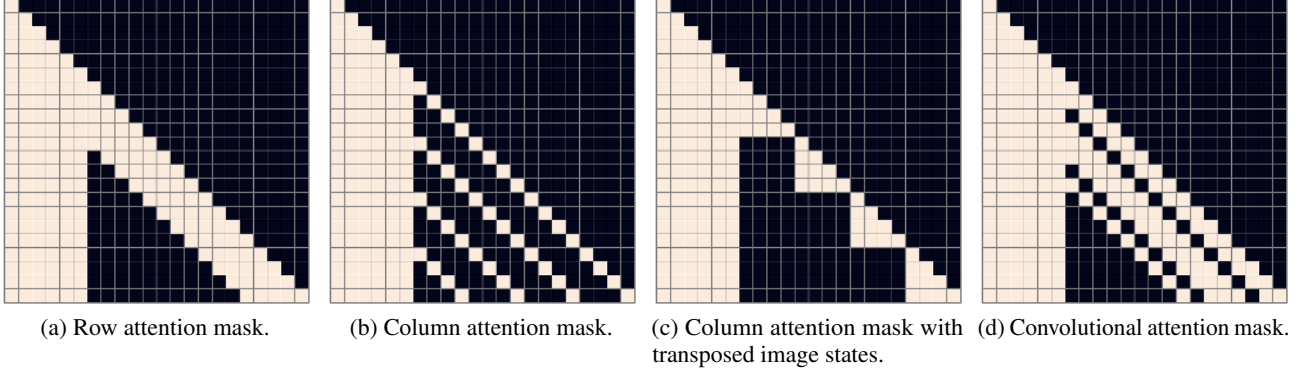 (a) Row attention mask.
(b) Column attention mask.
(c) Column attention mask with
transposed image states.
(d) Convolutional attention mask.